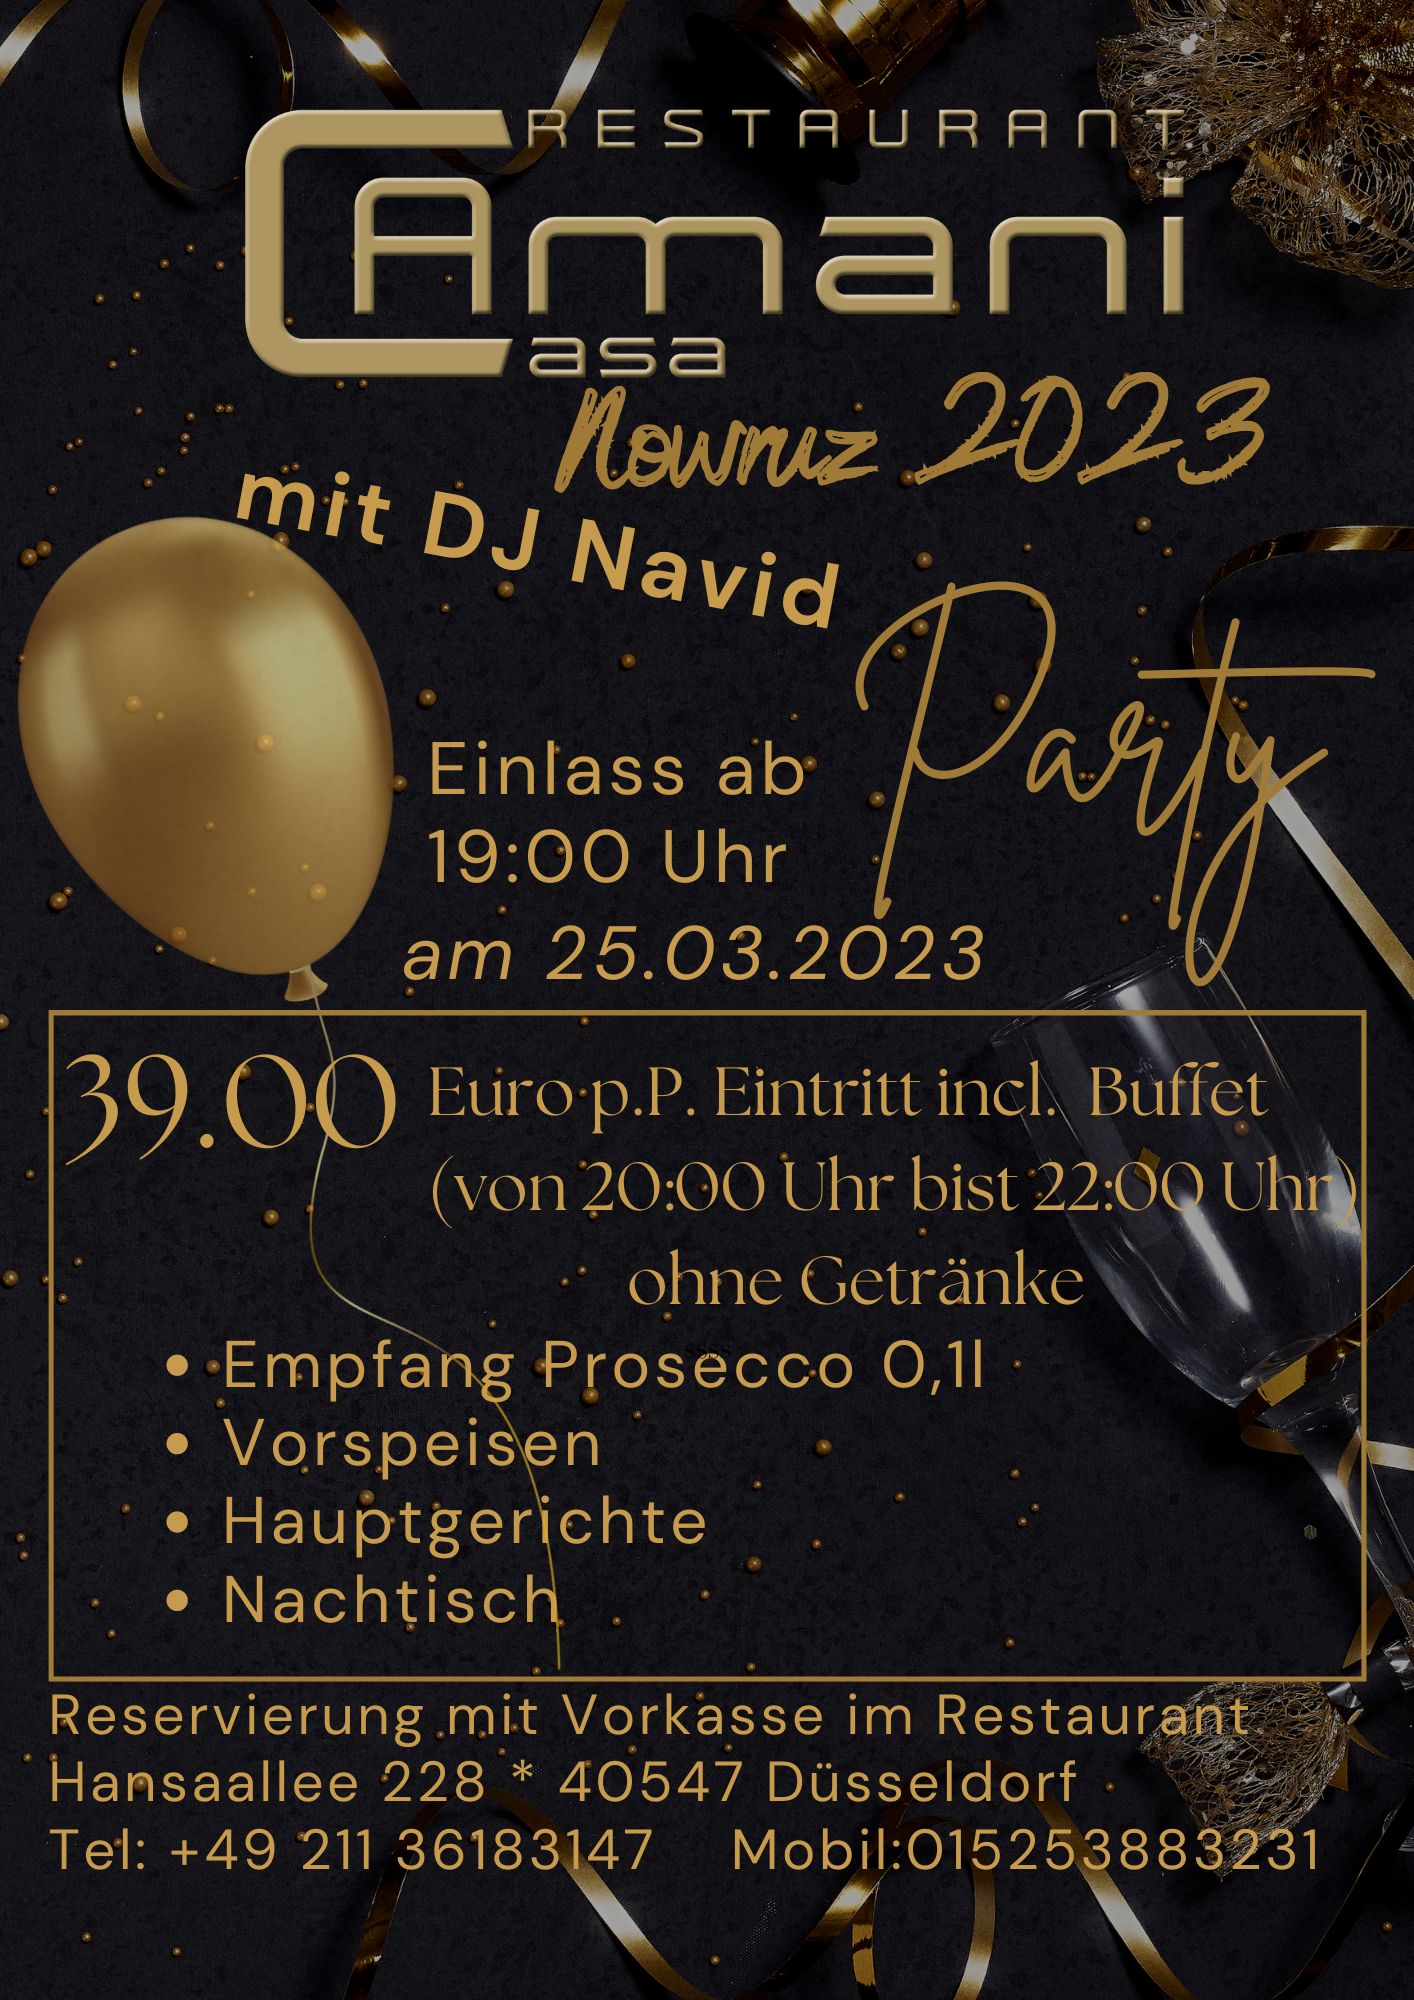 RESTAURANT
Amani
Casa
Nowruz 2023
mit DJ Navid
Party
Einlass ab
19:00 Uhr
am 25.03.2023
39.00 Euro p.P. Eintritt incl. Buffet
(von 20:00 Uhr bist 22:00 Uhr)
ohne Getränke
• Empfang Prosecco 0,1l
• Vorspeisen
• Hauptgerichte
• Nachtisch
Reservierung mit Vorkasse im Restaurant
Hansaallee 228 * 40547 Düsseldorf
Tel: +49 211 36183147 Mobil:015253883231